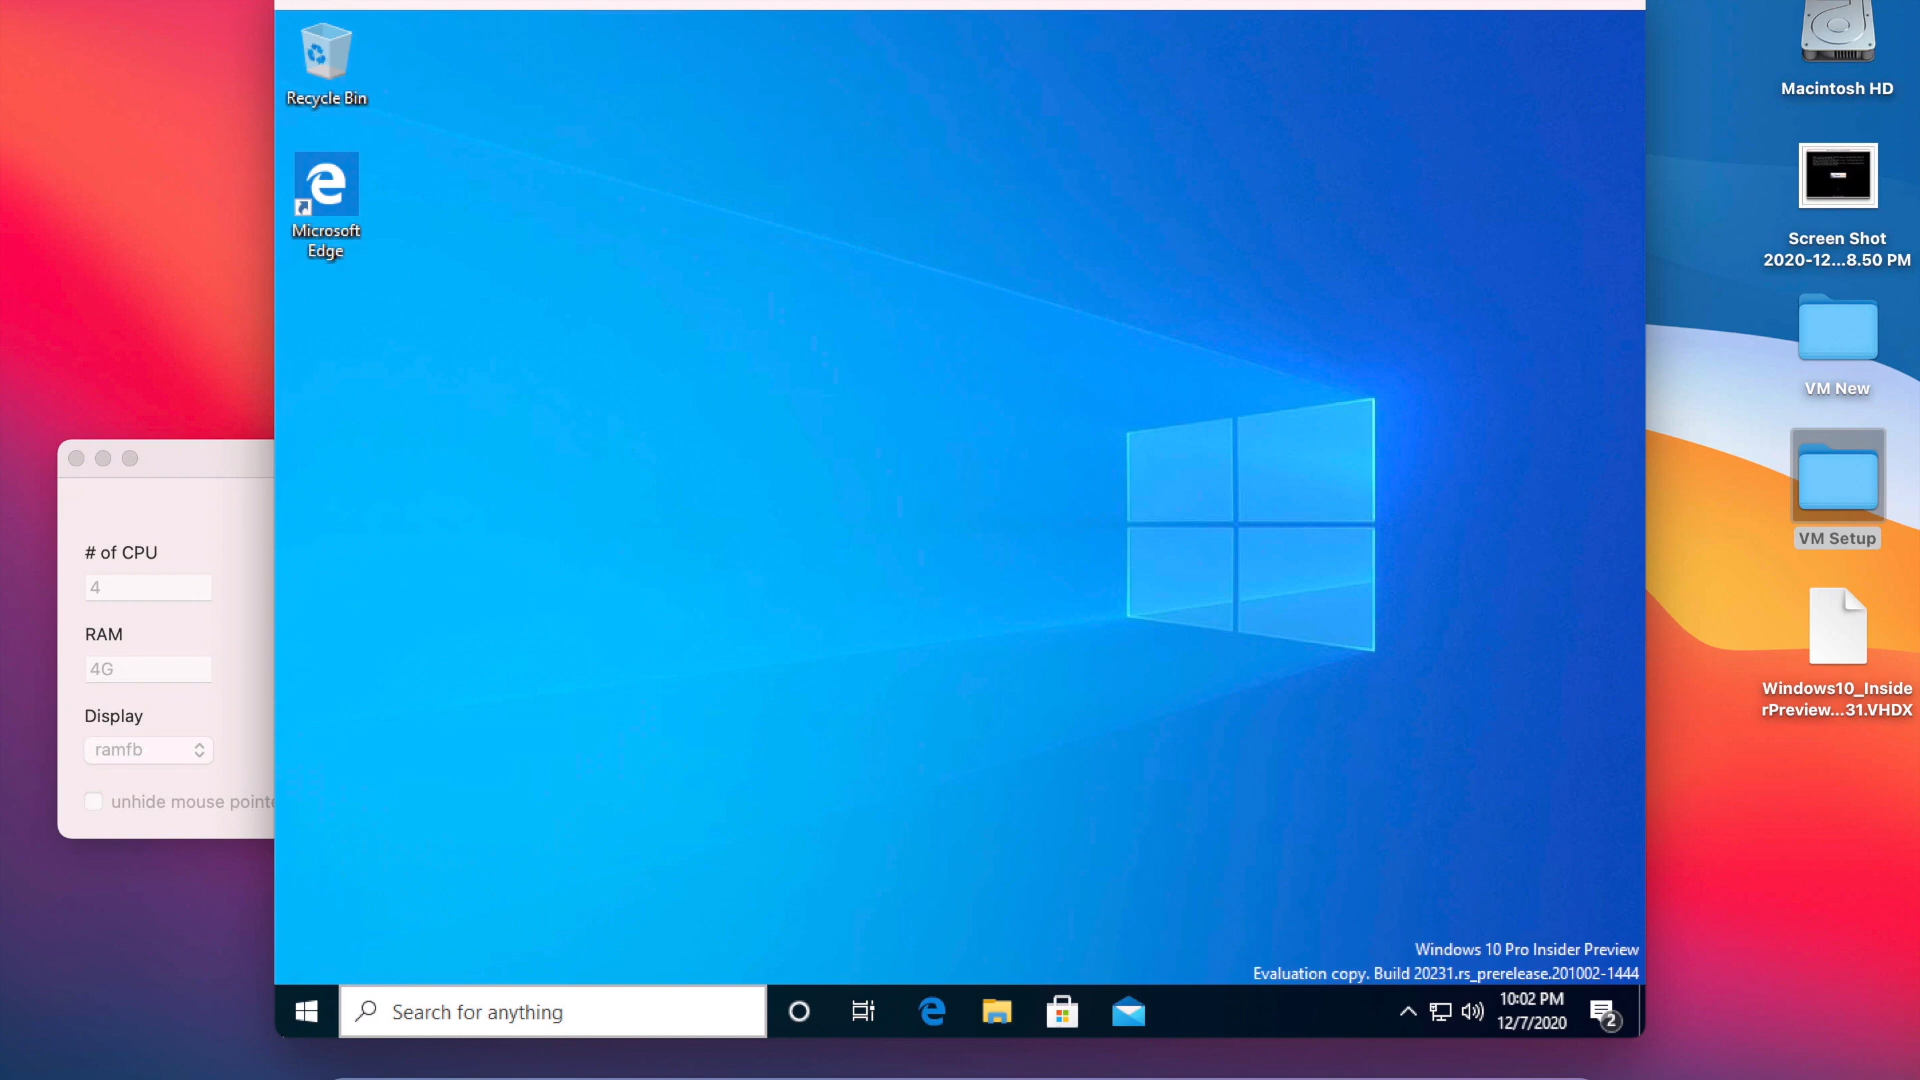 Recycle Bin
Microsoft
Edge
# of CPU
4
RAM
4G
Display
ramfb
unhide mouse pointe
Windows 10 Pro Insider Preview
Evaluation copy. Build 20231.rs_prerelease.201002-1444
Search for anything
10:02 PM
12/7/2020
2
Macintosh HD
Screen Shot
2020-12...8.50 PM
VM New
VM Setup
Windows10_Inside
rPreview...31.VHDX